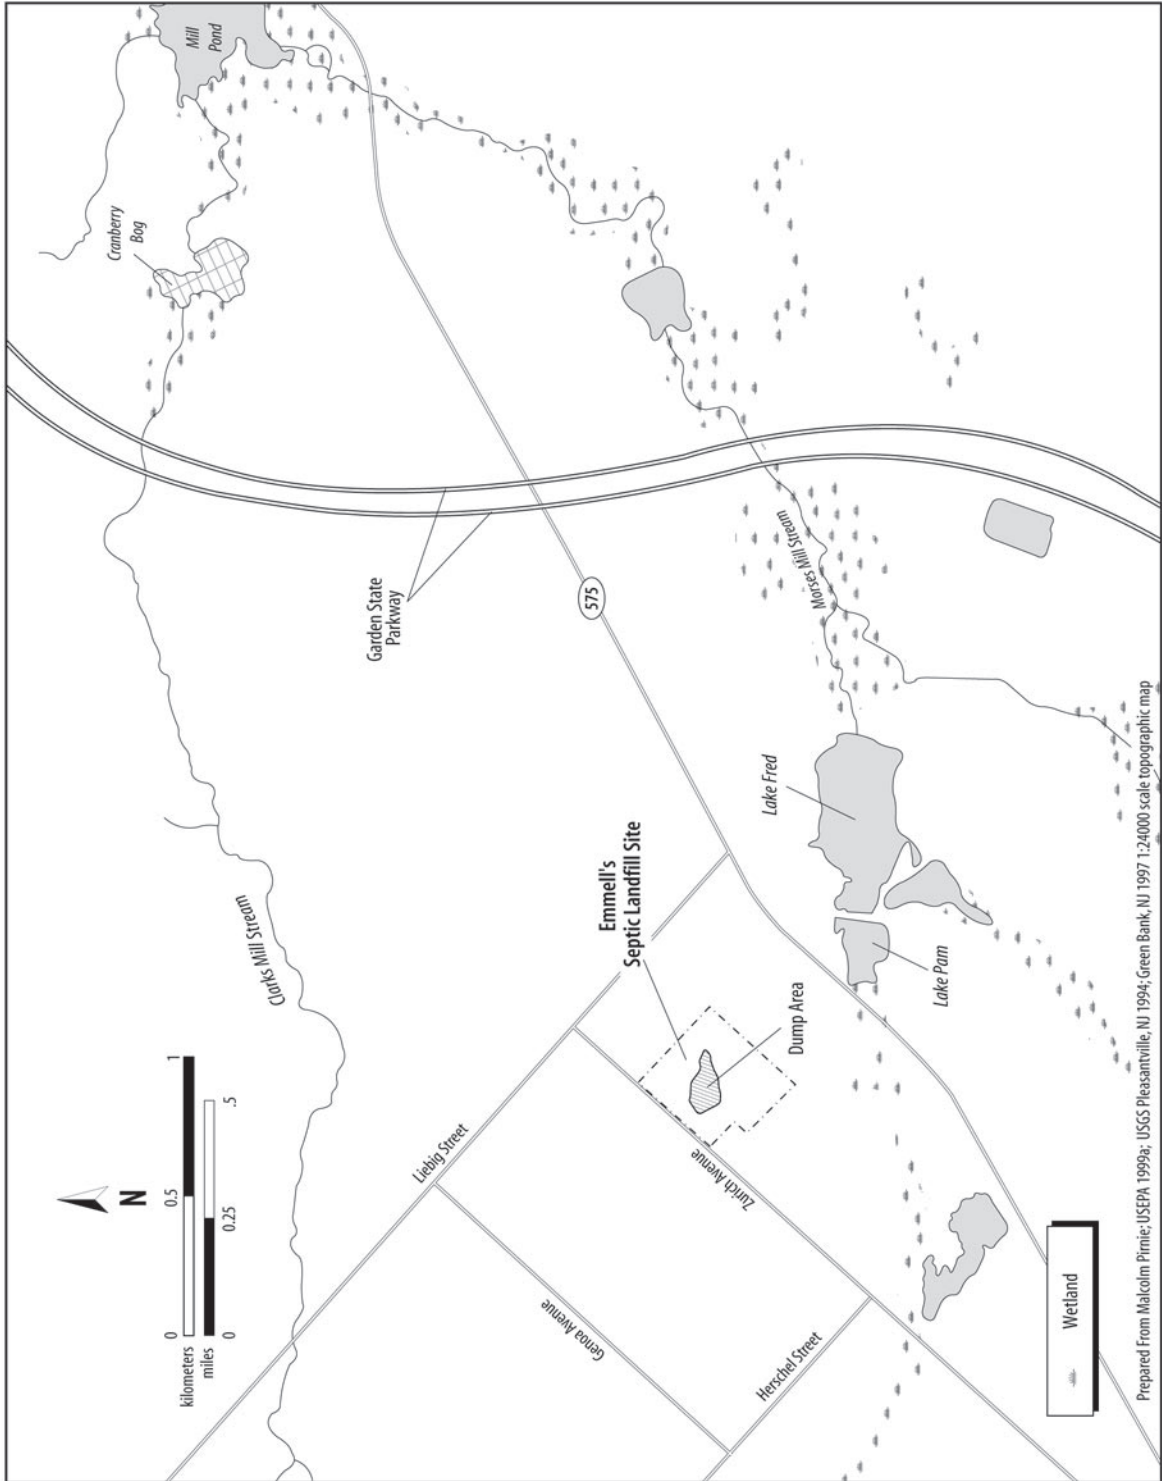 Mill
Pond
Cranberry
Bog
Garden State
Parkway
575
Morses Mill Stream
Clarks Mill Stream
Lake Fred
Emmell's
Septic Landfill Site
Lake Pam
Dump Area
Liebig Street
Zurich Avenue
Genoa Avenue
Herschel Street
N
0 0.5 1
kilometers
miles
0 0.25 .5
Wetland
Prepared From Malcolm Pirnie; USEPA 1999a; USGS Pleasantville, NJ 1994; Green Bank, NJ 1997 1:24000 scale topographic map